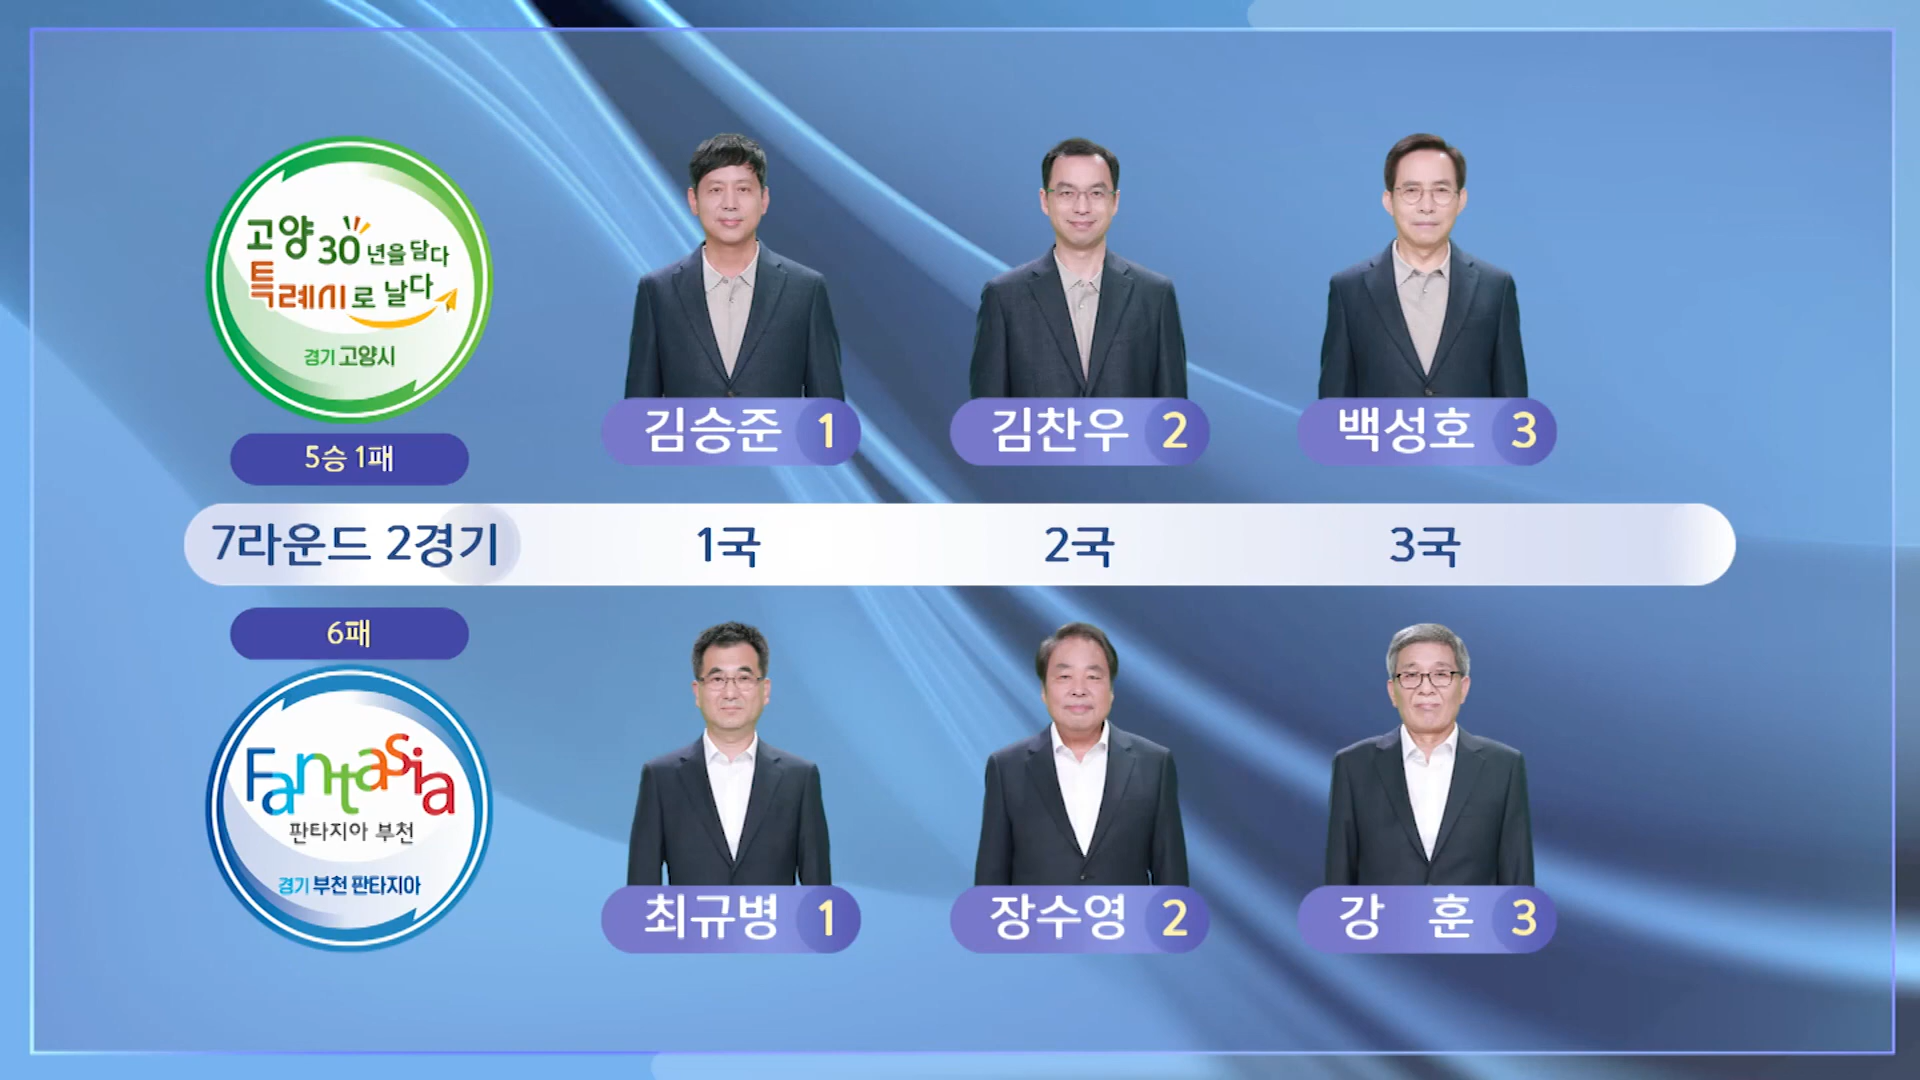 고양 30년을 담다
특례시로 날다
경기 고양시
5승 1패
김승준 1
김찬우 2
백성호 3
7라운드 2경기
1국
2국
3국
6패
Fantasia
판타지아 부천
경기 부천 판타지아
최규병 1
장수영 2
강 훈 3